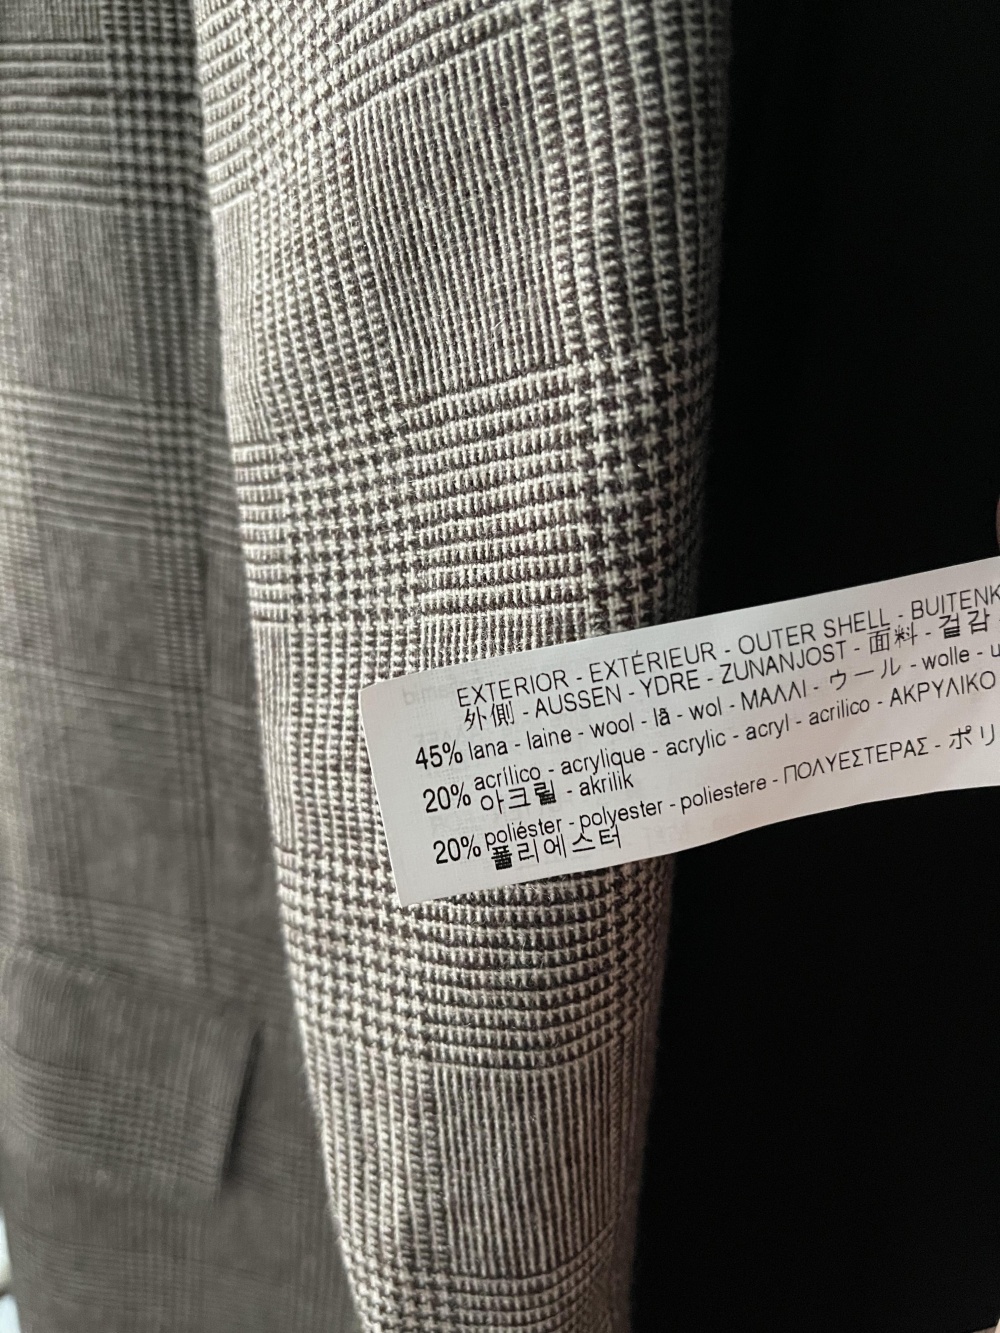 EXTERIOR - EXTÉRIEUR - OUTER SHELL - BUITENK
外側 - AUSSEN - YDRE - ZUNANJOST - 面料 - 겉감
45% lana - laine - wool - lã - wol - ΜΑΛΛΙ - ウール - wolle - u
20% acrílico - acrylique - acrylic - acryl - acrilico - ΑΚΡΥΛΙΚΟ
아크릴 - akrilik
20% poliéster - polyester - poliestere - ΠΟΛΥΕΣΤΕΡΑΣ - ポリ
폴리에스터